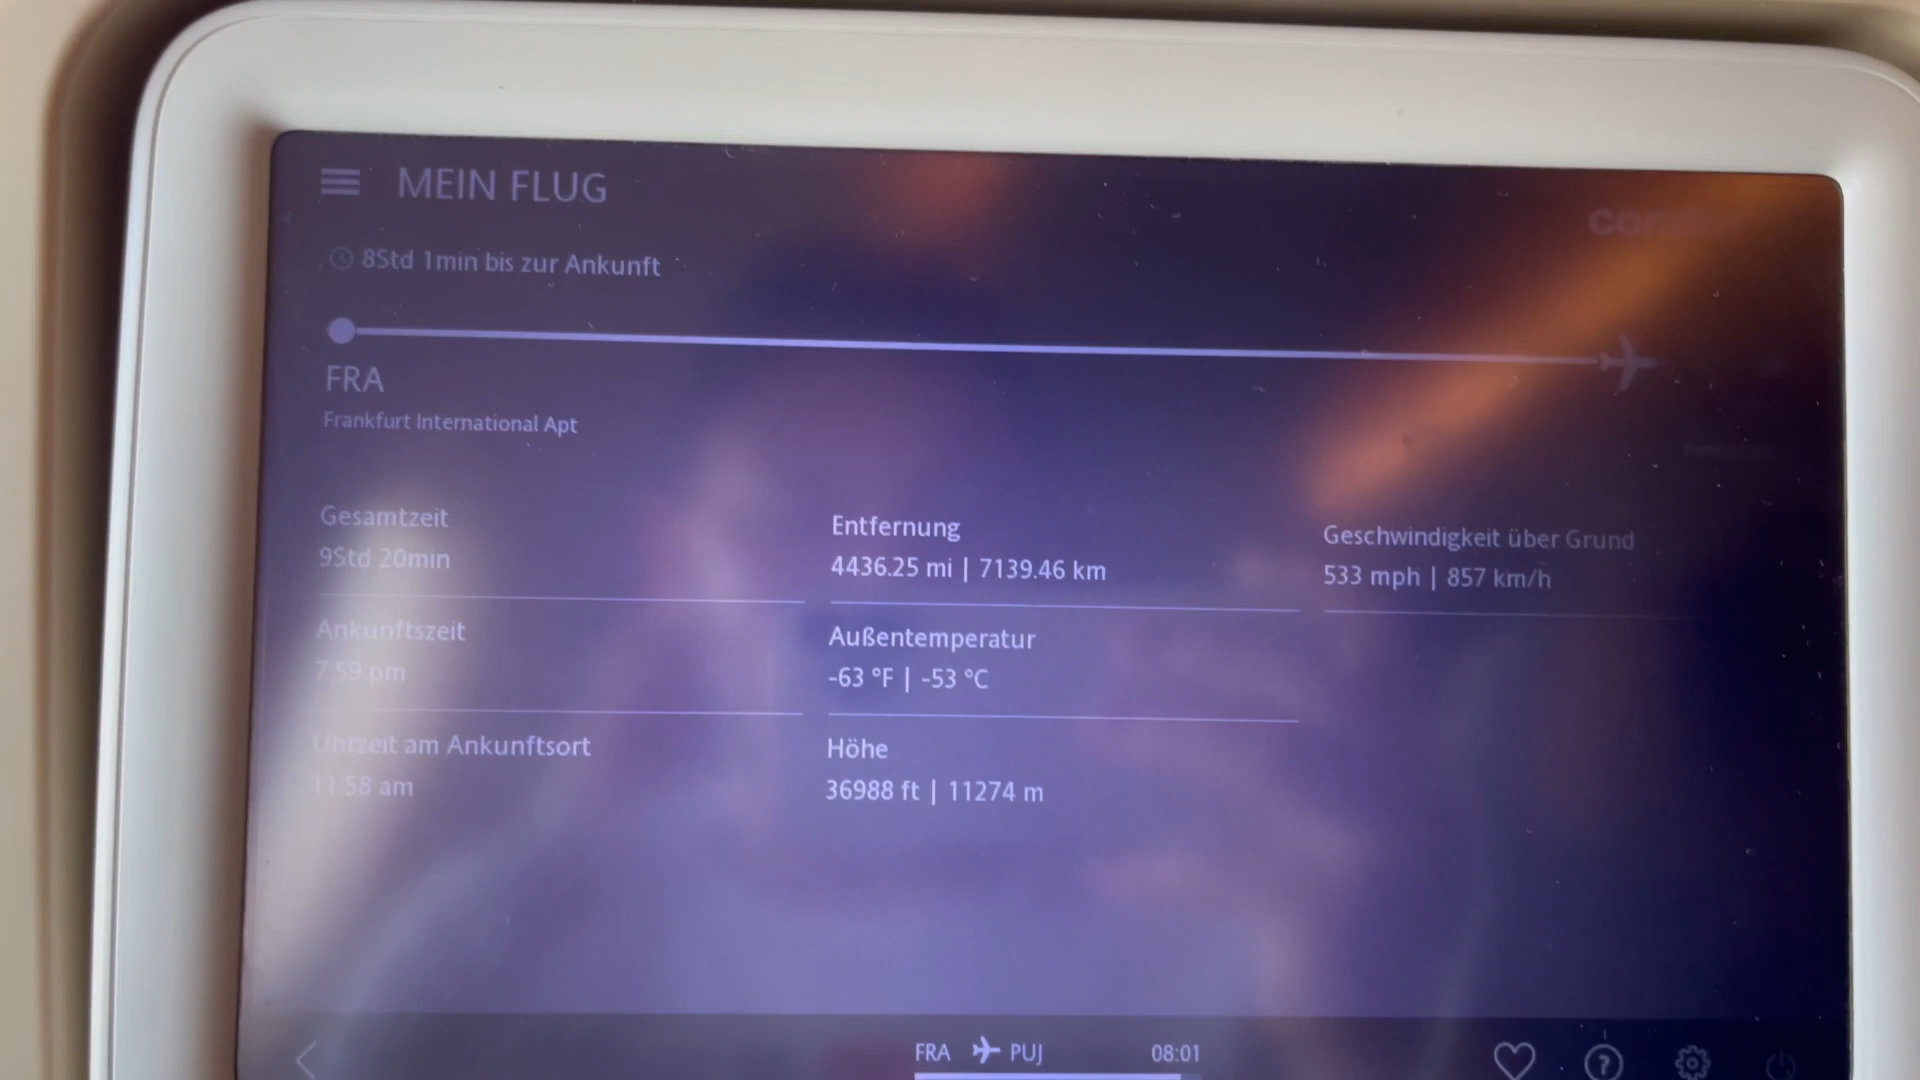 MEIN FLUG
8Std 1min bis zur Ankunft
FRA
Frankfurt International Apt
Gesamtzeit
9Std 20min
Entfernung
4436.25 mi | 7139.46 km
Geschwindigkeit über Grund
533 mph | 857 km/h
Ankunftszeit
7:59 pm
Außentemperatur
-63 °F | -53 °C
Uhrzeit am Ankunftsort
11:58 am
Höhe
36988 ft | 11274 m
FRA PUJ 08:01